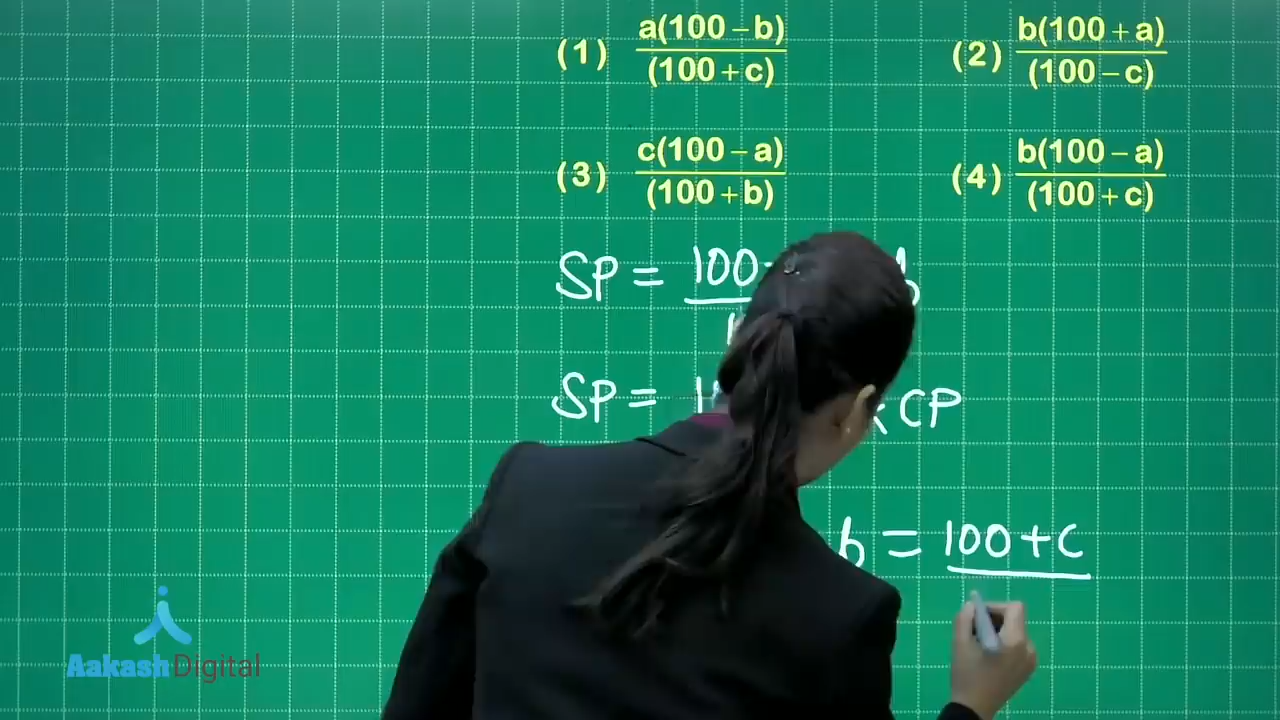 (1) a(100 – b)/(100 + c) (2) b(100 + a)/(100 – c)
(3) c(100 – a)/(100 + b) (4) b(100 – a)/(100 + c)
SP = 100
SP = CP
b = 100 + c
Aakash Digital